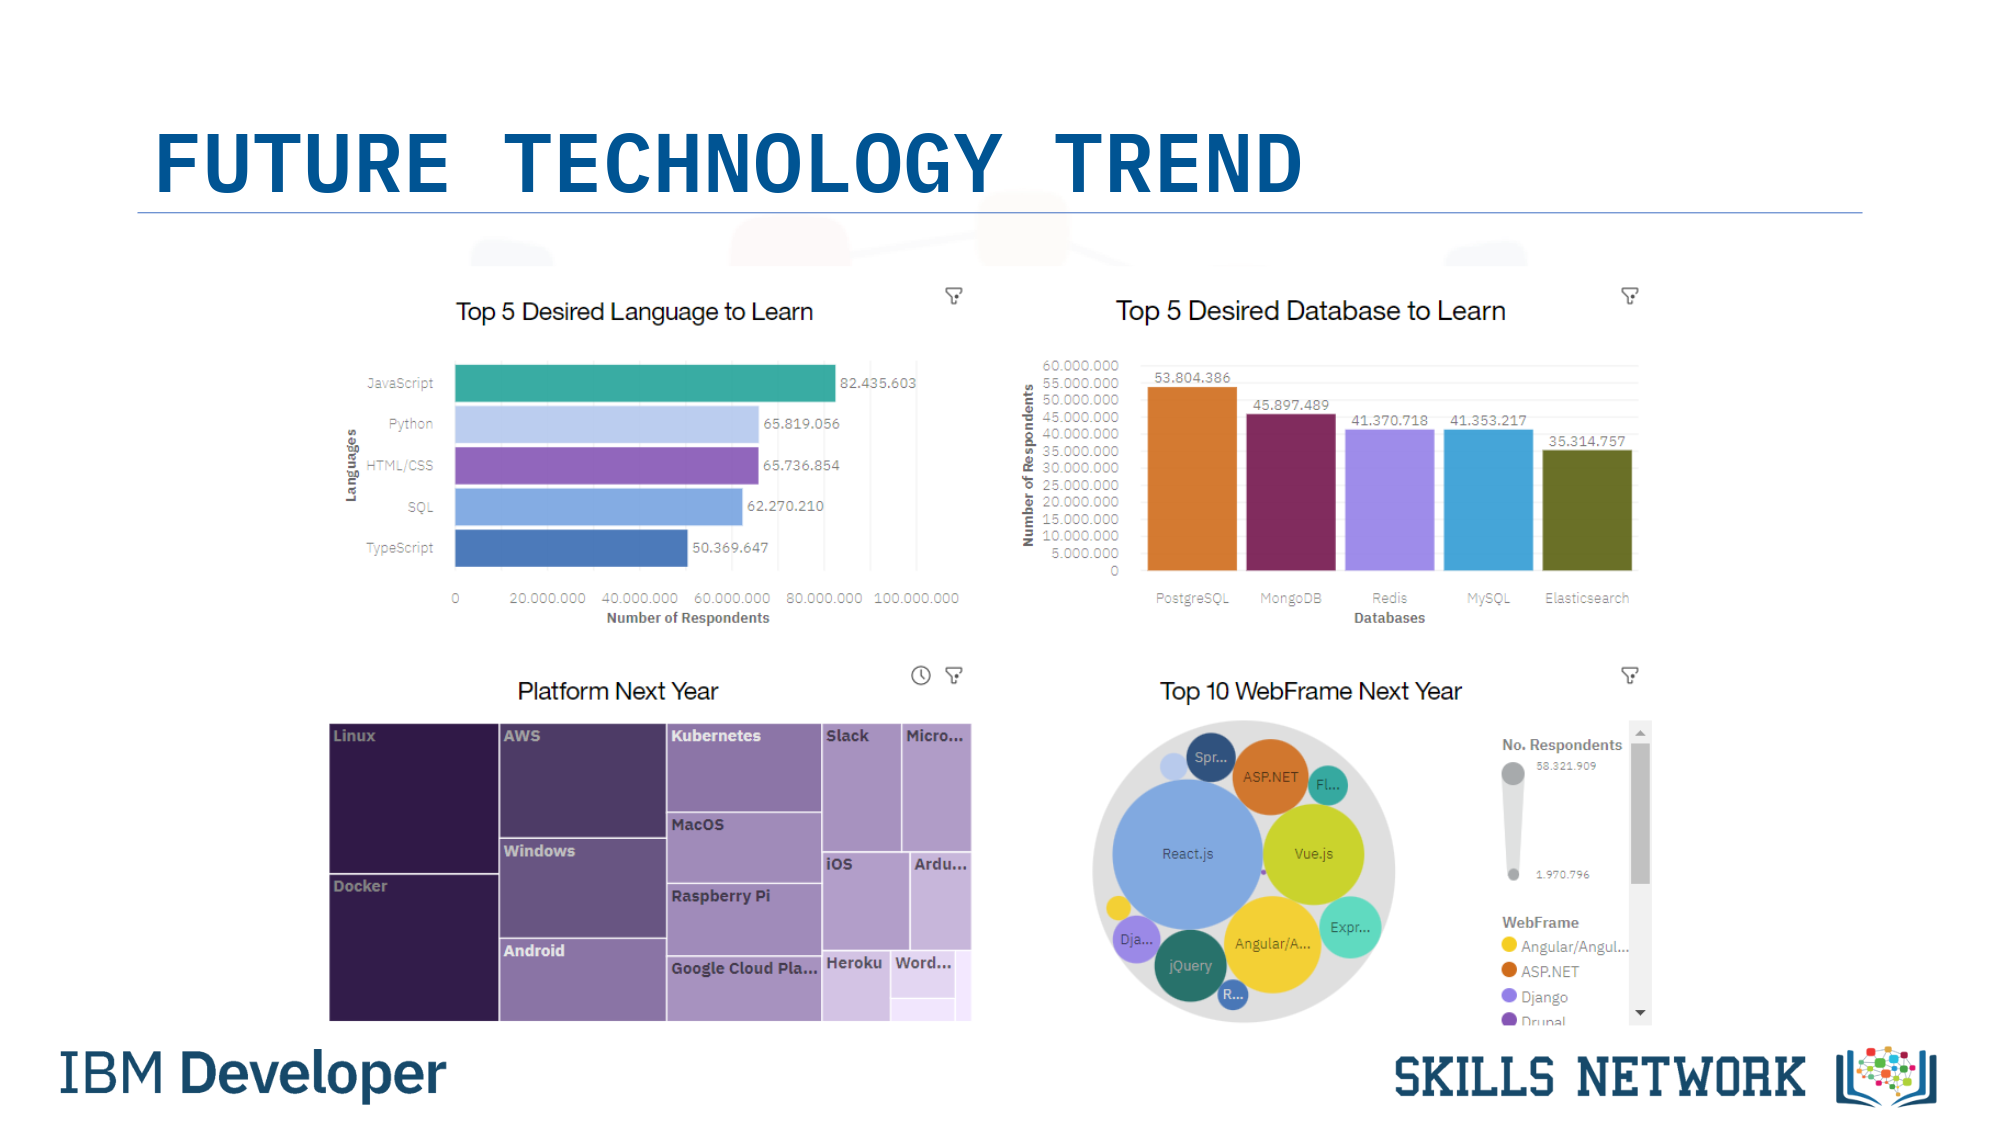 FUTURE TECHNOLOGY TREND
Top 5 Desired Language to Learn
Languages
JavaScript
82.435.603
Python
65.819.056
HTML/CSS
65.736.854
SQL
62.270.210
TypeScript
50.369.647
0 20.000.000 40.000.000 60.000.000 80.000.000 100.000.000
Number of Respondents
Top 5 Desired Database to Learn
Number of Respondents
60.000.000
55.000.000
50.000.000
45.000.000
40.000.000
35.000.000
30.000.000
25.000.000
20.000.000
15.000.000
10.000.000
5.000.000
0
53.804.386
45.897.489
41.370.718
41.353.217
35.314.757
PostgreSQL MongoDB Redis MySQL Elasticsearch
Databases
Platform Next Year
Linux
Docker
AWS
Windows
Android
Kubernetes
MacOS
Raspberry Pi
Google Cloud Pla...
Slack
Micro...
iOS
Ardu...
Heroku
Word...
Top 10 WebFrame Next Year
Spr...
ASP.NET
Fl...
React.js
Vue.js
Expr...
Dja...
Angular/A...
jQuery
R...
No. Respondents
58.321.909
1.970.796
WebFrame
Angular/Angul...
ASP.NET
Django
Drupal
IBM Developer
SKILLS NETWORK